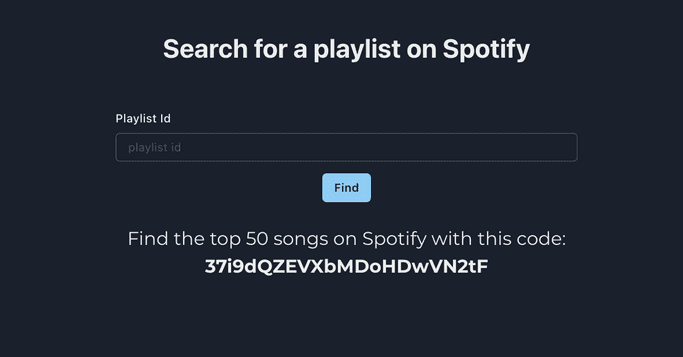 Search for a playlist on Spotify
Playlist Id
playlist id
Find
Find the top 50 songs on Spotify with this code:
37i9dQZEVXbMDoHDwVN2tF